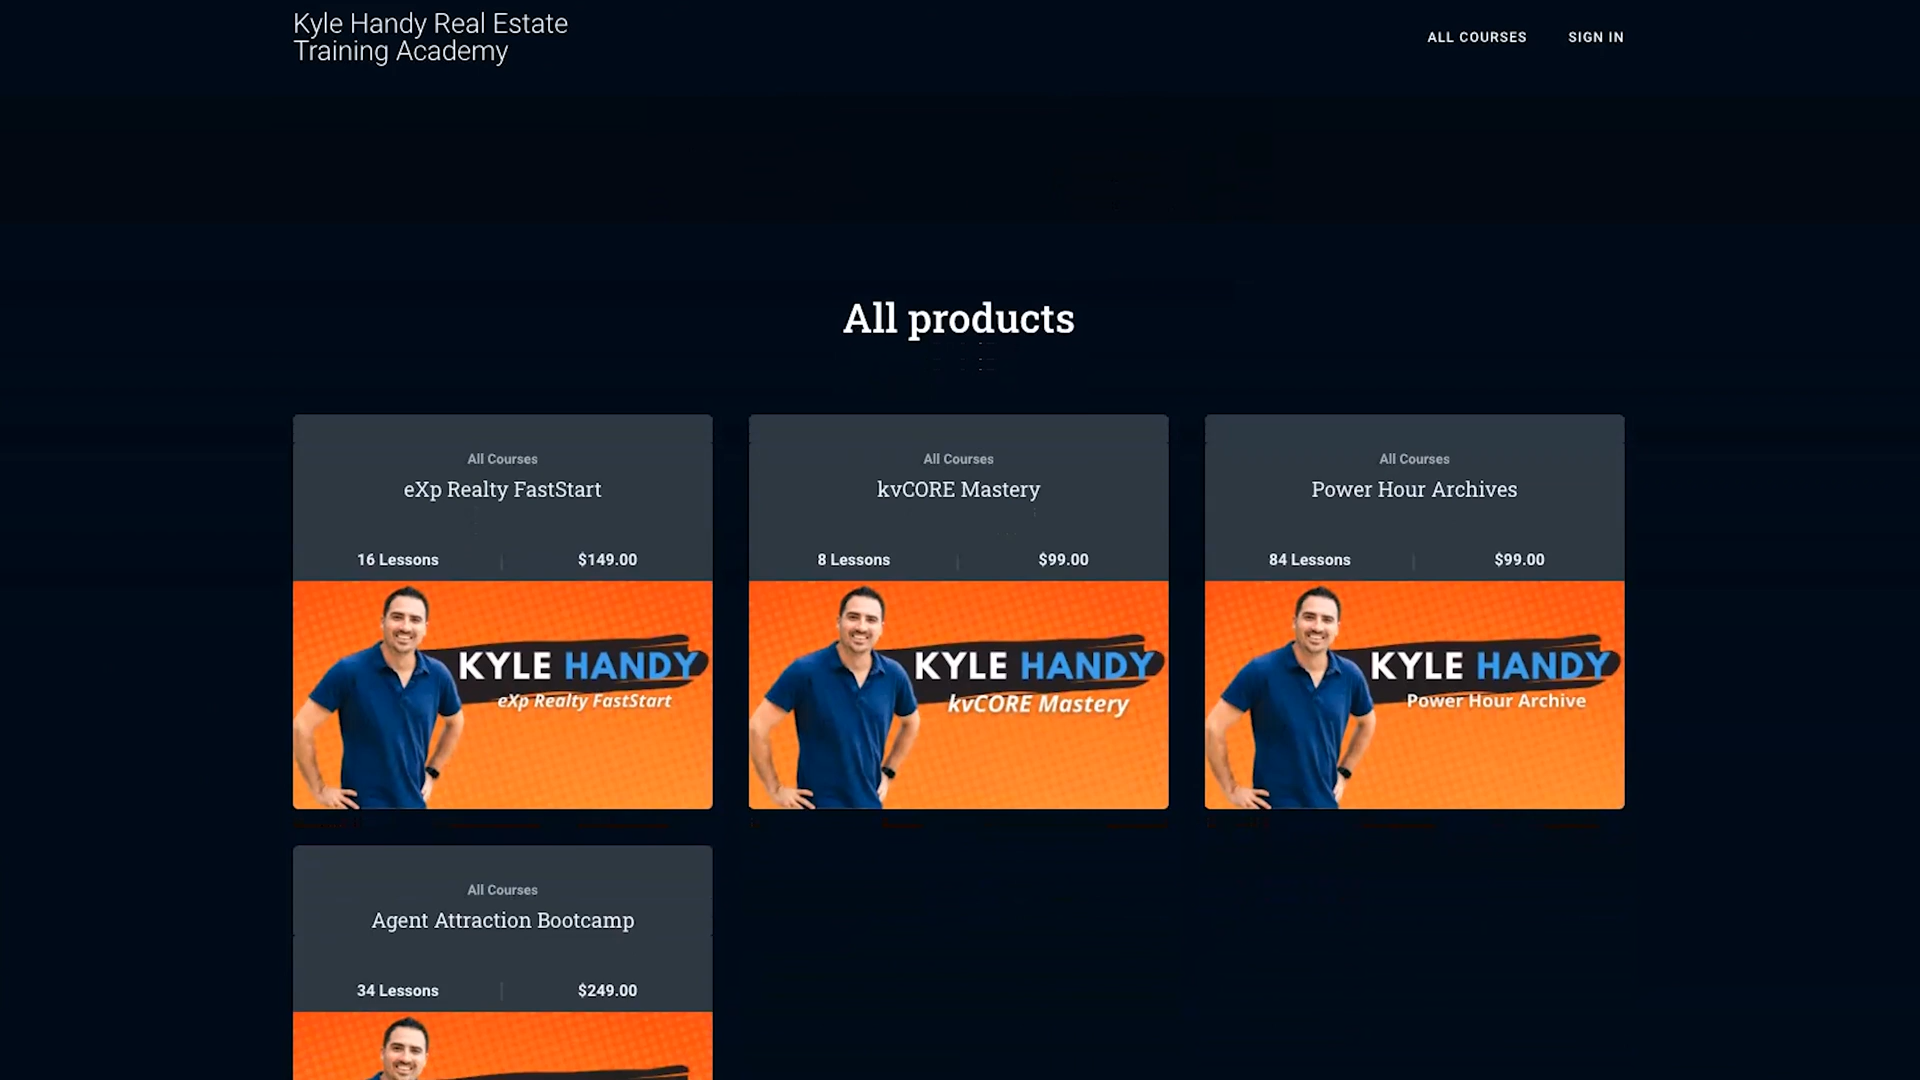 Kyle Handy Real Estate
Training Academy
ALL COURSES
SIGN IN
All products
All Courses
eXp Realty FastStart
16 Lessons
$149.00
KYLE HANDY
eXp Realty FastStart
All Courses
kvCORE Mastery
8 Lessons
$99.00
KYLE HANDY
kvCORE Mastery
All Courses
Power Hour Archives
84 Lessons
$99.00
KYLE HANDY
Power Hour Archive
All Courses
Agent Attraction Bootcamp
34 Lessons
$249.00